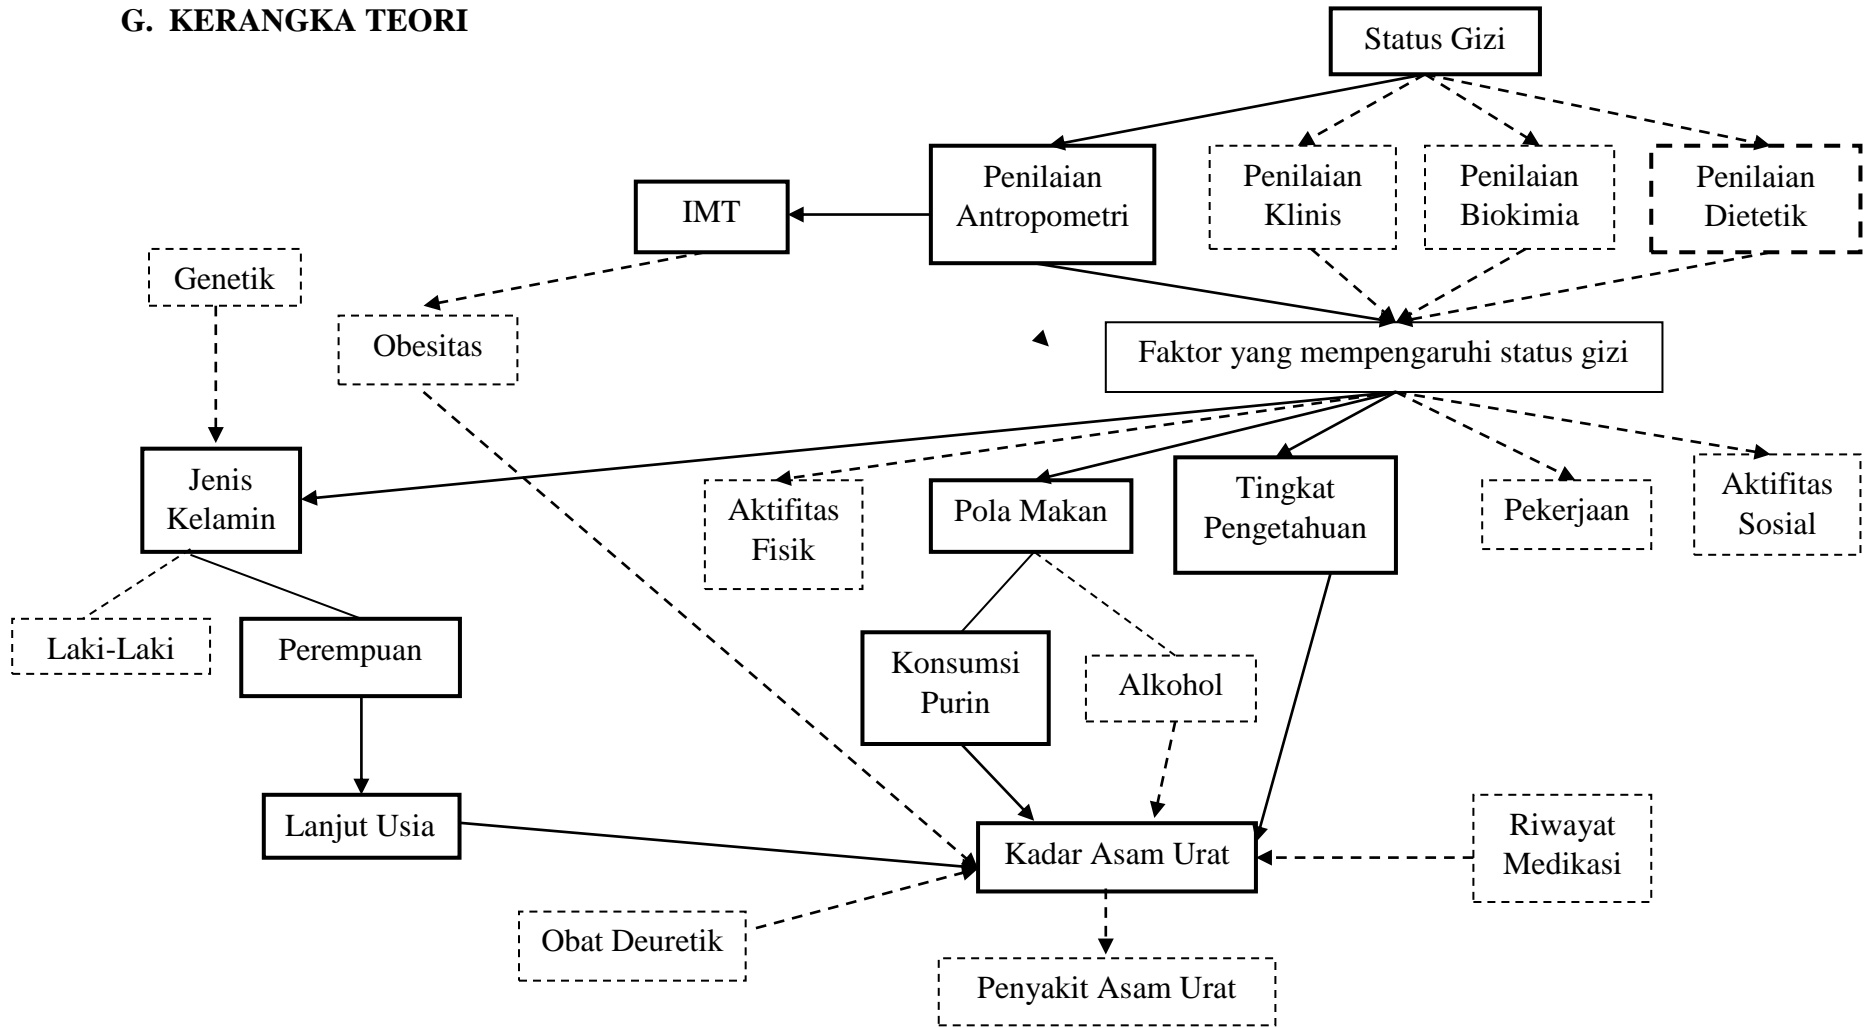 G. KERANGKA TEORI
Status Gizi
Penilaian
Antropometri
Penilaian
Klinis
Penilaian
Biokimia
Penilaian
Dietetik
IMT
Genetik
Obesitas
Faktor yang mempengaruhi status gizi
Jenis
Kelamin
Aktifitas
Fisik
Pola Makan
Tingkat
Pengetahuan
Pekerjaan
Aktifitas
Sosial
Laki-Laki
Perempuan
Konsumsi
Purin
Alkohol
Lanjut Usia
Kadar Asam Urat
Riwayat
Medikasi
Obat Deuretik
Penyakit Asam Urat